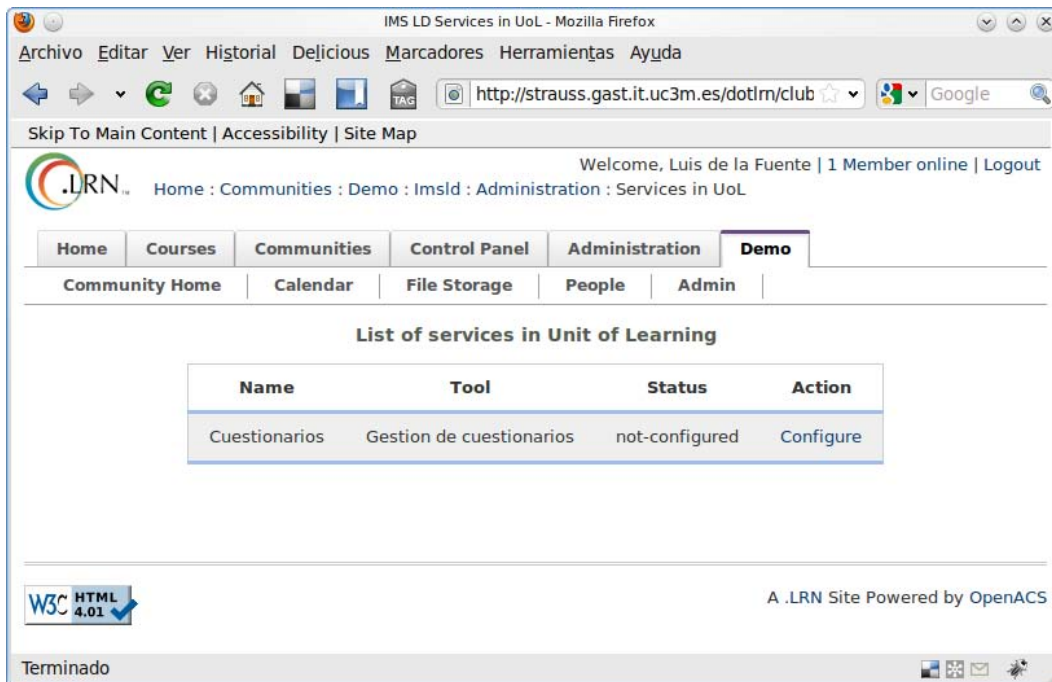 IMS LD Services in UoL - Mozilla Firefox
Archivo Editar Ver Historial Delicious Marcadores Herramientas Ayuda
TAG http://strauss.gast.it.uc3m.es/dotlrn/club Google
Skip To Main Content | Accessibility | Site Map
.LRN™
Welcome, Luis de la Fuente | 1 Member online | Logout
Home : Communities : Demo : Imsld : Administration : Services in UoL
Home Courses Communities Control Panel Administration Demo
Community Home Calendar File Storage People Admin
List of services in Unit of Learning
Name Tool Status Action
Cuestionarios Gestion de cuestionarios not-configured Configure
W3C HTML 4.01
A .LRN Site Powered by OpenACS
Terminado